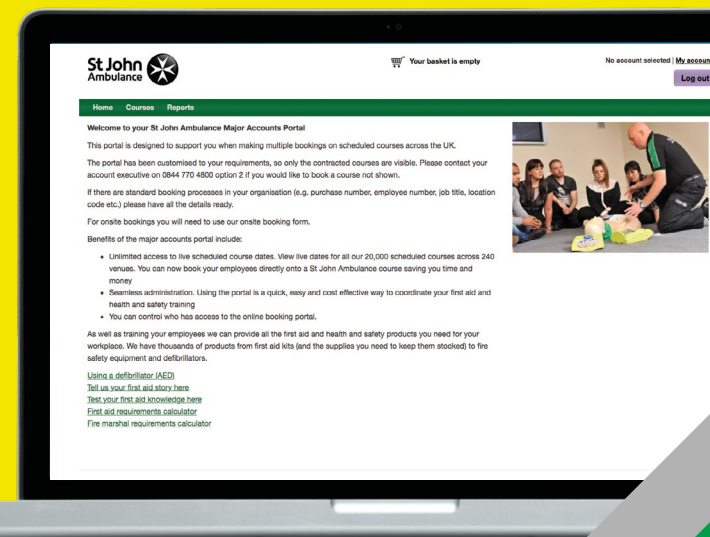 St John
Ambulance
Your basket is empty
No account selected | My accoun
Log out
Home Courses Reports
Welcome to your St John Ambulance Major Accounts Portal
This portal is designed to support you when making multiple bookings on scheduled courses across the UK.
The portal has been customised to your requirements, so only the contracted courses are visible. Please contact your
account executive on 0844 770 4800 option 2 if you would like to book a course not shown.
If there are standard booking processes in your organisation (e.g. purchase number, employee number, job title, location
code etc.) please have all the details ready.
For onsite bookings you will need to use our onsite booking form.
Benefits of the major accounts portal include:
• Unlimited access to live scheduled course dates. View live dates for all our 20,000 scheduled courses across 240
venues. You can now book your employees directly onto a St John Ambulance course saving you time and
money
• Seamless administration. Using the portal is a quick, easy and cost effective way to coordinate your first aid and
health and safety training
• You can control who has access to the online booking portal.
As well as training your employees we can provide all the first aid and health and safety products you need for your
workplace. We have thousands of products from first aid kits (and the supplies you need to keep them stocked) to fire
safety equipment and defibrillators.
Using a defibrillator (AED)
Tell us your first aid story here
Test your first aid knowledge here
First aid requirements calculator
Fire marshal requirements calculator